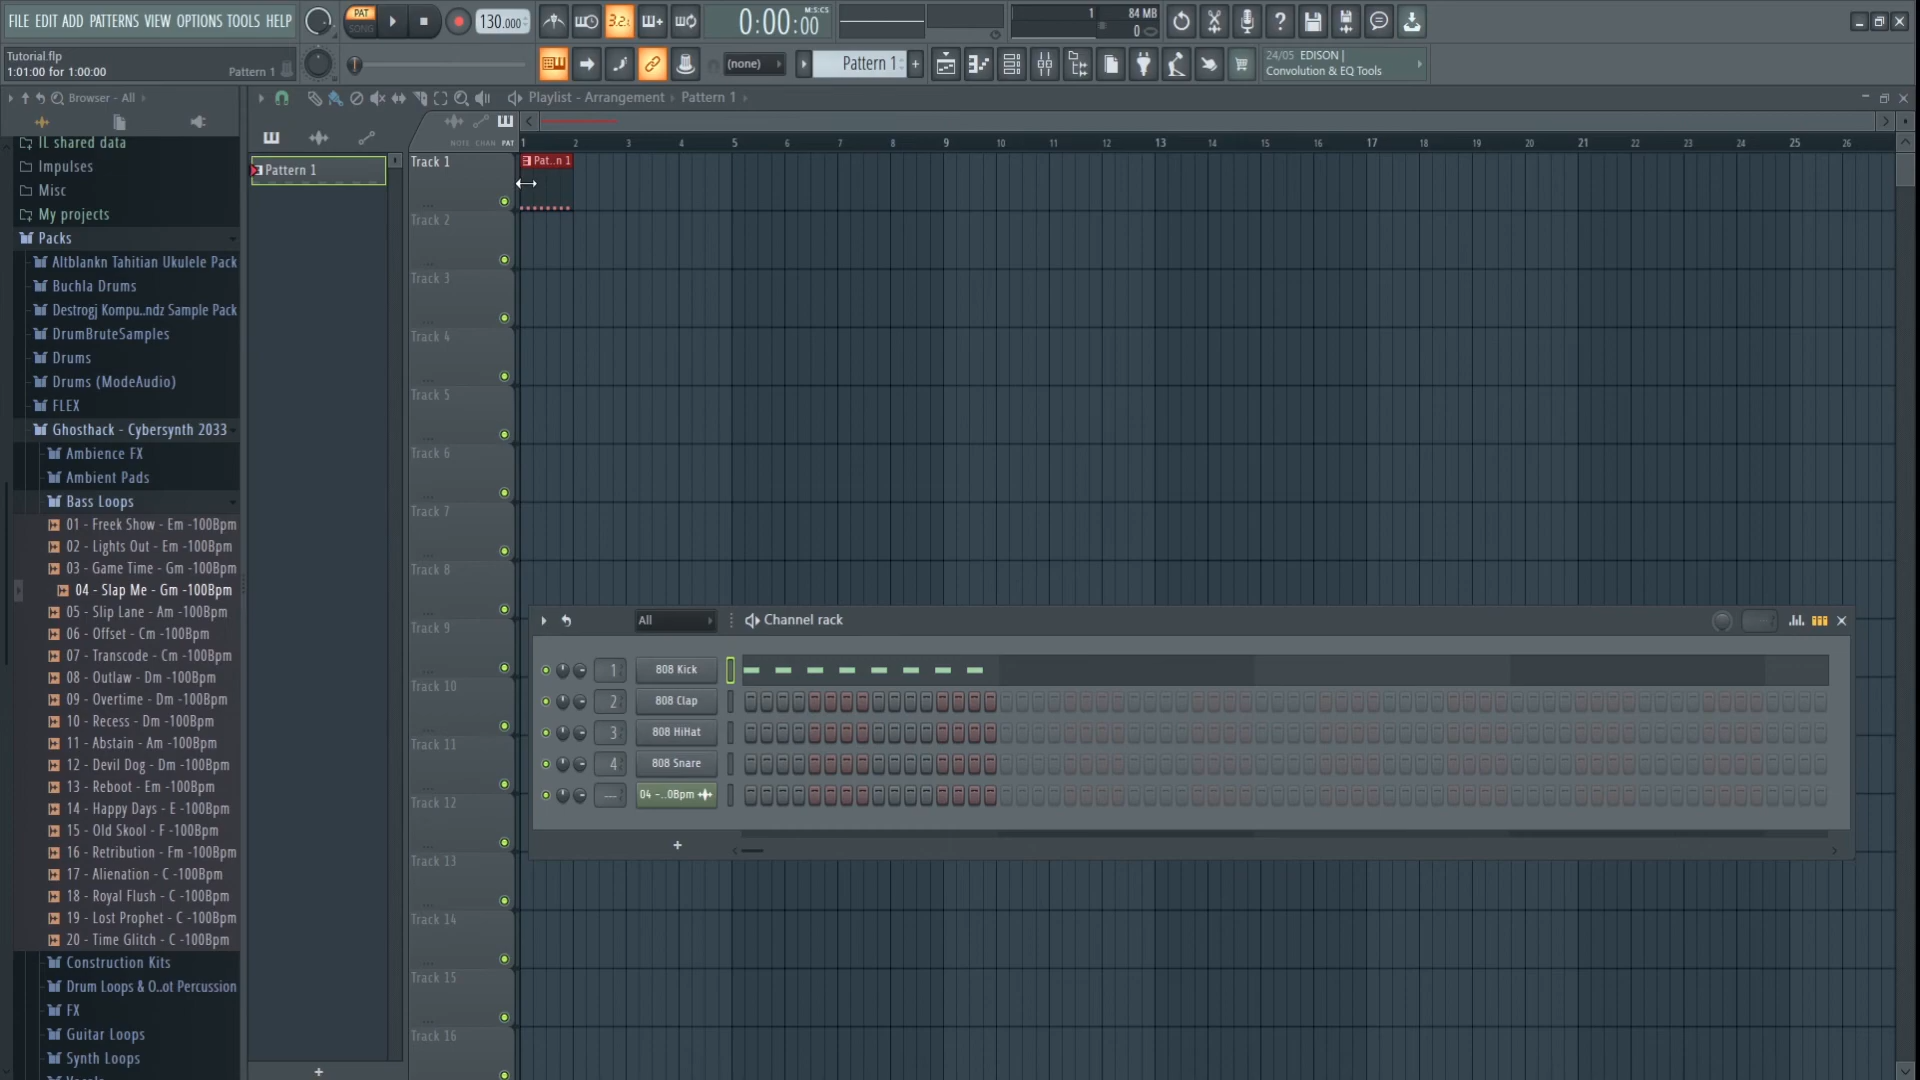 FILE EDIT ADD PATTERNS VIEW OPTIONS TOOLS HELP
PAT
SONG
130.000
3.2.
0:00:00
M:S:CS
1
84 MB
0
Tutorial.flp
1:01:00 for 1:00:00
Pattern 1
(none)
Pattern 1
+
24/05 EDISON |
Convolution & EQ Tools
Browser - All
Playlist - Arrangement
Pattern 1
NOTE CHAN PAT
1 2 3 4 5 6 7 8 9 10 11 12 13 14 15 16 17 18 19 20 21 22 23 24 25 26
IL shared data
Impulses
Misc
My projects
Packs
Altblankn Tahitian Ukulele Pack
Buchla Drums
Destrogj Kompu..ndz Sample Pack
DrumBruteSamples
Drums
Drums (ModeAudio)
FLEX
Ghosthack - Cybersynth 2033
Ambience FX
Ambient Pads
Bass Loops
01 - Freek Show - Em -100Bpm
02 - Lights Out - Em -100Bpm
03 - Game Time - Gm -100Bpm
04 - Slap Me - Gm -100Bpm
05 - Slip Lane - Am -100Bpm
06 - Offset - Cm -100Bpm
07 - Transcode - Cm -100Bpm
08 - Outlaw - Dm -100Bpm
09 - Overtime - Dm -100Bpm
10 - Recess - Dm -100Bpm
11 - Abstain - Am -100Bpm
12 - Devil Dog - Dm -100Bpm
13 - Reboot - Em -100Bpm
14 - Happy Days - E -100Bpm
15 - Old Skool - F -100Bpm
16 - Retribution - Fm -100Bpm
17 - Alienation - C -100Bpm
18 - Royal Flush - C -100Bpm
19 - Lost Prophet - C -100Bpm
20 - Time Glitch - C -100Bpm
Construction Kits
Drum Loops & O..ot Percussion
FX
Guitar Loops
Synth Loops
Pattern 1
+
Track 1
Pat..n 1
Track 2
Track 3
Track 4
Track 5
Track 6
Track 7
Track 8
Track 9
Track 10
Track 11
Track 12
Track 13
Track 14
Track 15
Track 16
All
Channel rack
1 808 Kick
2 808 Clap
3 808 HiHat
4 808 Snare
--- 04 -..0Bpm
+